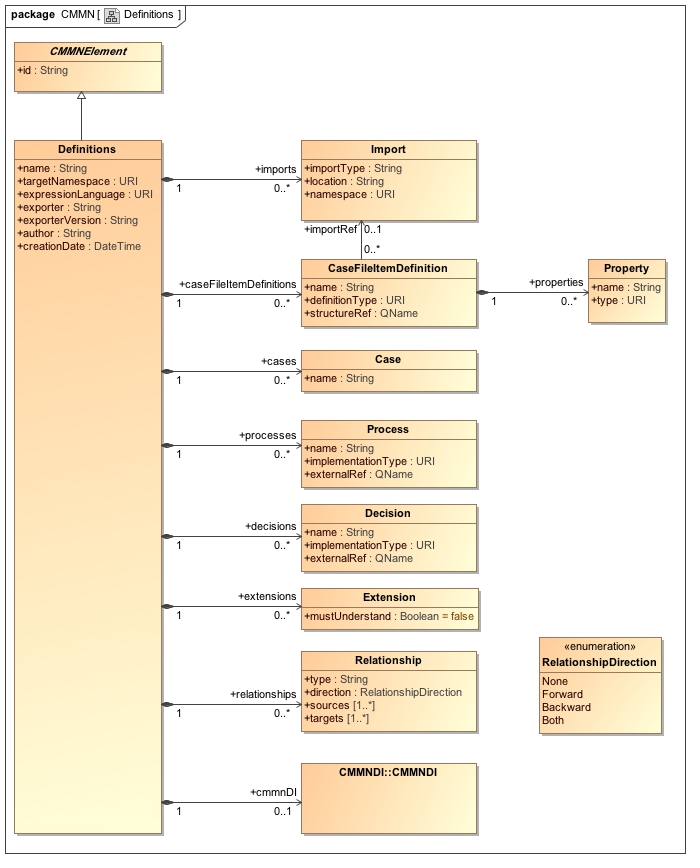 package CMMN [ Definitions ]
CMMNElement
+id : String
Definitions
+name : String
+targetNamespace : URI
+expressionLanguage : URI
+exporter : String
+exporterVersion : String
+author : String
+creationDate : DateTime
+imports
1
0..*
Import
+importType : String
+location : String
+namespace : URI
+importRef
0..1
0..*
+caseFileItemDefinitions
1
0..*
CaseFileItemDefinition
+name : String
+definitionType : URI
+structureRef : QName
+properties
1
0..*
Property
+name : String
+type : URI
+cases
1
0..*
Case
+name : String
+processes
1
0..*
Process
+name : String
+implementationType : URI
+externalRef : QName
+decisions
1
0..*
Decision
+name : String
+implementationType : URI
+externalRef : QName
+extensions
1
0..*
Extension
+mustUnderstand : Boolean = false
+relationships
1
0..*
Relationship
+type : String
+direction : RelationshipDirection
+sources [1..*]
+targets [1..*]
«enumeration»
RelationshipDirection
None
Forward
Backward
Both
+cmmnDI
1
0..1
CMMNDI::CMMNDI